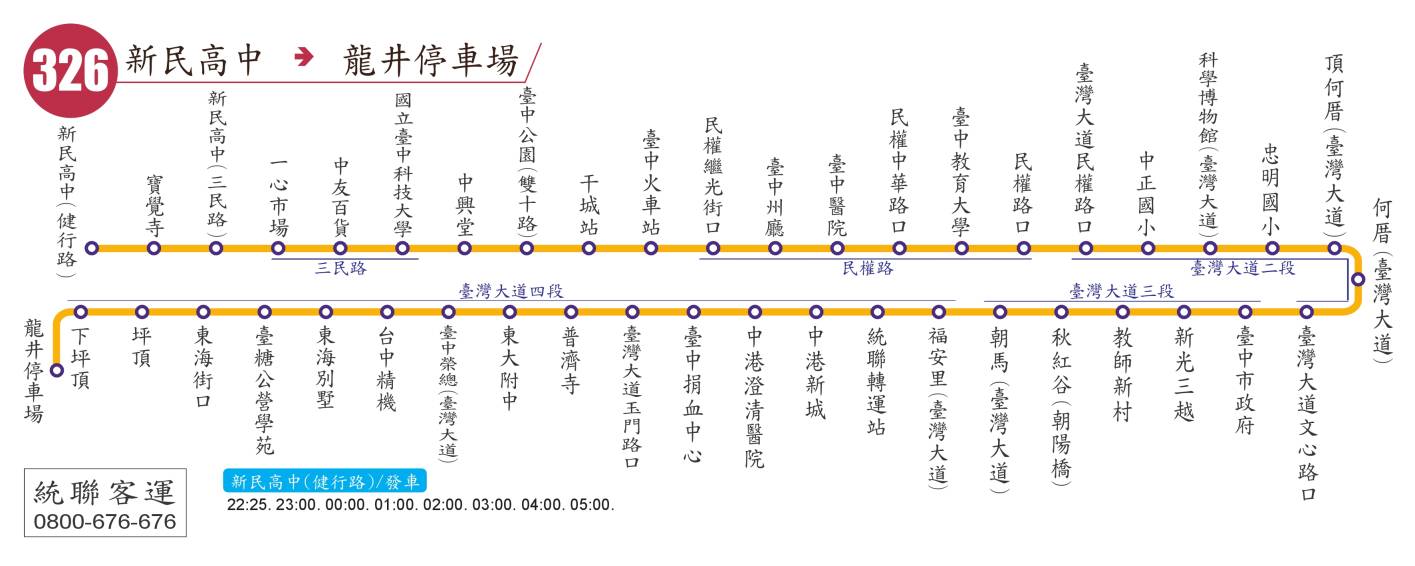 326
新民高中 ➔ 龍井停車場
新民高中(健行路)
寶覺寺
新民高中(三民路)
一心市場
中友百貨
國立臺中科技大學
中興堂
臺中公園(雙十路)
干城站
臺中火車站
民權繼光街口
臺中州廳
臺中醫院
民權中華路口
臺中教育大學
民權路口
臺灣大道民權路口
中正國小
科學博物館(臺灣大道)
忠明國小
頂何厝(臺灣大道)
何厝(臺灣大道)
三民路
民權路
臺灣大道二段
臺灣大道四段
臺灣大道三段
龍井停車場
下坪頂
坪頂
東海街口
臺糖公營學苑
東海別墅
台中精機
臺中榮總(臺灣大道)
東大附中
普濟寺
臺灣大道玉門路口
臺中捐血中心
中港澄清醫院
中港新城
統聯轉運站
福安里(臺灣大道)
朝馬(臺灣大道)
秋紅谷(朝陽橋)
教師新村
新光三越
臺中市政府
臺灣大道文心路口
統聯客運
0800-676-676
新民高中(健行路)/發車
22:25. 23:00. 00:00. 01:00. 02:00. 03:00. 04:00. 05:00.